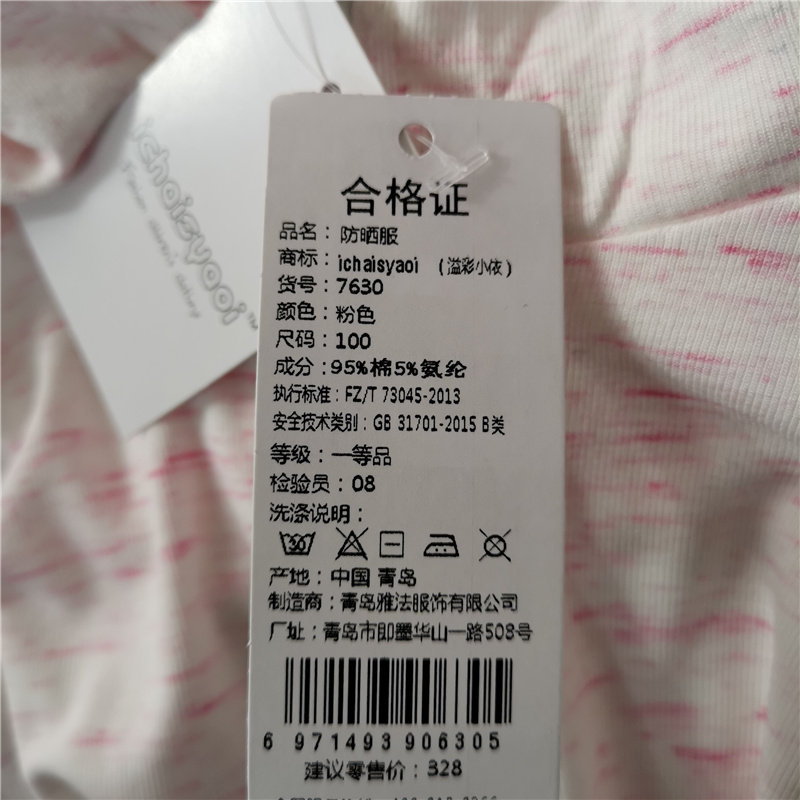 ichaisyaoi
TM
合格证
品名：防晒服
商标：ichaisyaoi （溢彩小依）
货号：7630
颜色：粉色
尺码：100
成分：95%棉5%氨纶
执行标准：FZ/T 73045-2013
安全技术类别：GB 31701-2015 B类
等级：一等品
检验员：08
洗涤说明：
30
产地：中国 青岛
制造商：青岛雅法服饰有限公司
厂址：青岛市即墨华山一路508号
6 971493 906305
建议零售价：328